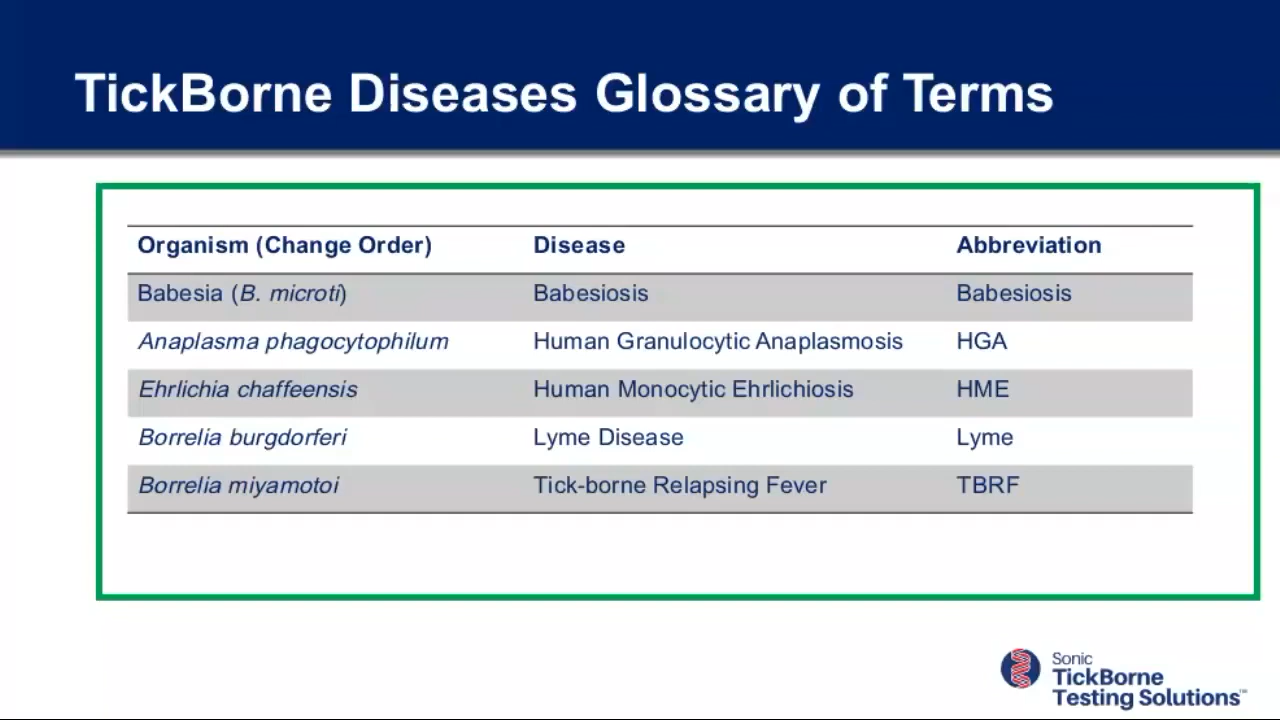 TickBorne Diseases Glossary of Terms
Organism (Change Order) Disease Abbreviation
Babesia (B. microti) Babesiosis Babesiosis
Anaplasma phagocytophilum Human Granulocytic Anaplasmosis HGA
Ehrlichia chaffeensis Human Monocytic Ehrlichiosis HME
Borrelia burgdorferi Lyme Disease Lyme
Borrelia miyamotoi Tick-borne Relapsing Fever TBRF
Sonic
TickBorne
Testing Solutions™